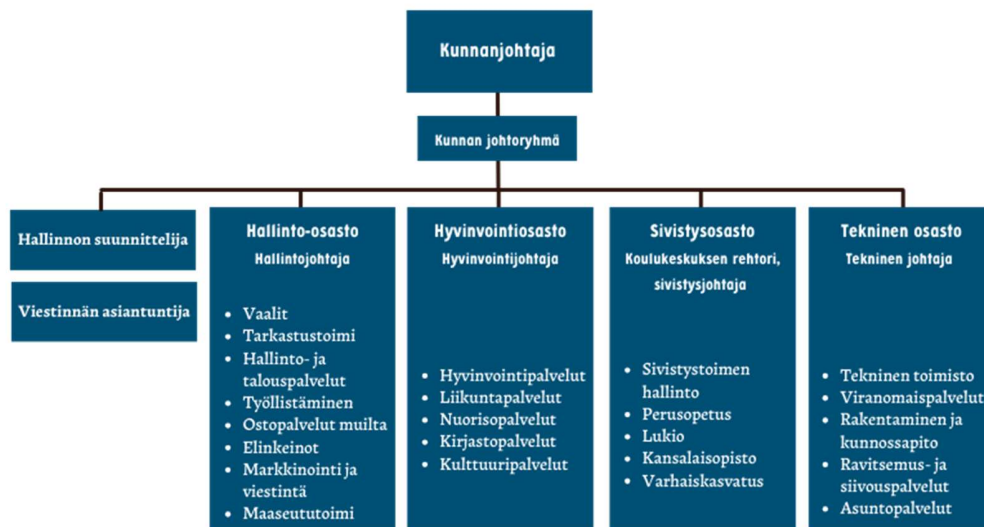 Kunnanjohtaja
Kunnan johtoryhmä
Hallinnon suunnittelija
Viestinnän asiantuntija
Hallinto-osasto
Hallintojohtaja
• Vaalit
• Tarkastustoimi
• Hallinto- ja
talouspalvelut
• Työllistäminen
• Ostopalvelut muilta
• Elinkeinot
• Markkinointi ja
viestintä
• Maaseututoimi
Hyvinvointiosasto
Hyvinvointijohtaja
• Hyvinvointipalvelut
• Liikuntapalvelut
• Nuorisopalvelut
• Kirjastopalvelut
• Kulttuuripalvelut
Sivistysosasto
Koulukeskuksen rehtori,
sivistysjohtaja
• Sivistystoimen
hallinto
• Perusopetus
• Lukio
• Kansalaisopisto
• Varhaiskasvatus
Tekninen osasto
Tekninen johtaja
• Tekninen toimisto
• Viranomaispalvelut
• Rakentaminen ja
kunnossapito
• Ravitsemus- ja
siivouspalvelut
• Asuntopalvelut